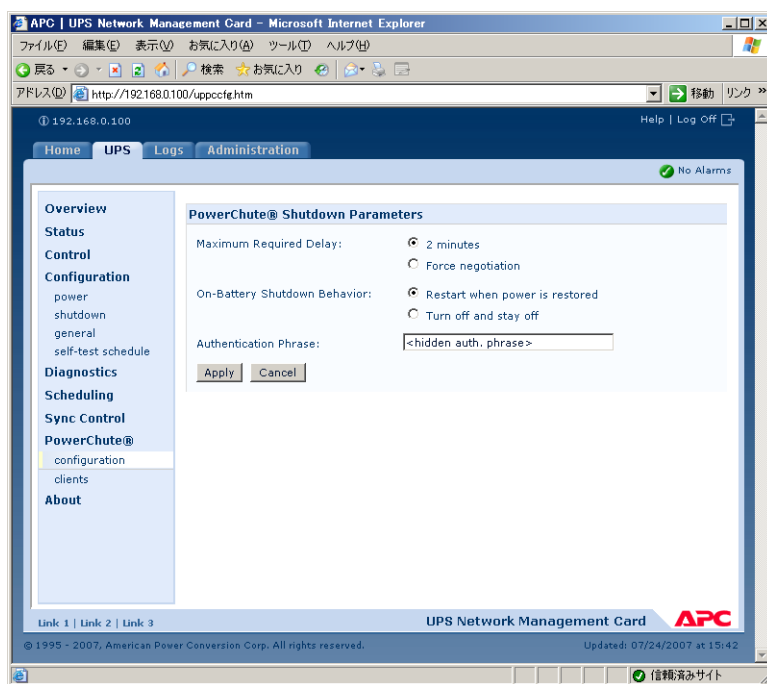 APC | UPS Network Management Card - Microsoft Internet Explorer
ファイル(F) 編集(E) 表示(V) お気に入り(A) ツール(T) ヘルプ(H)
戻る 検索 お気に入り
アドレス(D) http://192.168.0.100/uppccfg.htm 移動 リンク »
192.168.0.100 Help | Log Off
Home UPS Logs Administration
No Alarms
Overview
Status
Control
Configuration
power
shutdown
general
self-test schedule
Diagnostics
Scheduling
Sync Control
PowerChute®
configuration
clients
About
PowerChute® Shutdown Parameters
Maximum Required Delay: 2 minutes
Force negotiation
On-Battery Shutdown Behavior: Restart when power is restored
Turn off and stay off
Authentication Phrase: <hidden auth. phrase>
Apply Cancel
Link 1 | Link 2 | Link 3 UPS Network Management Card APC
© 1995 - 2007, American Power Conversion Corp. All rights reserved. Updated: 07/24/2007 at 15:42
信頼済みサイト